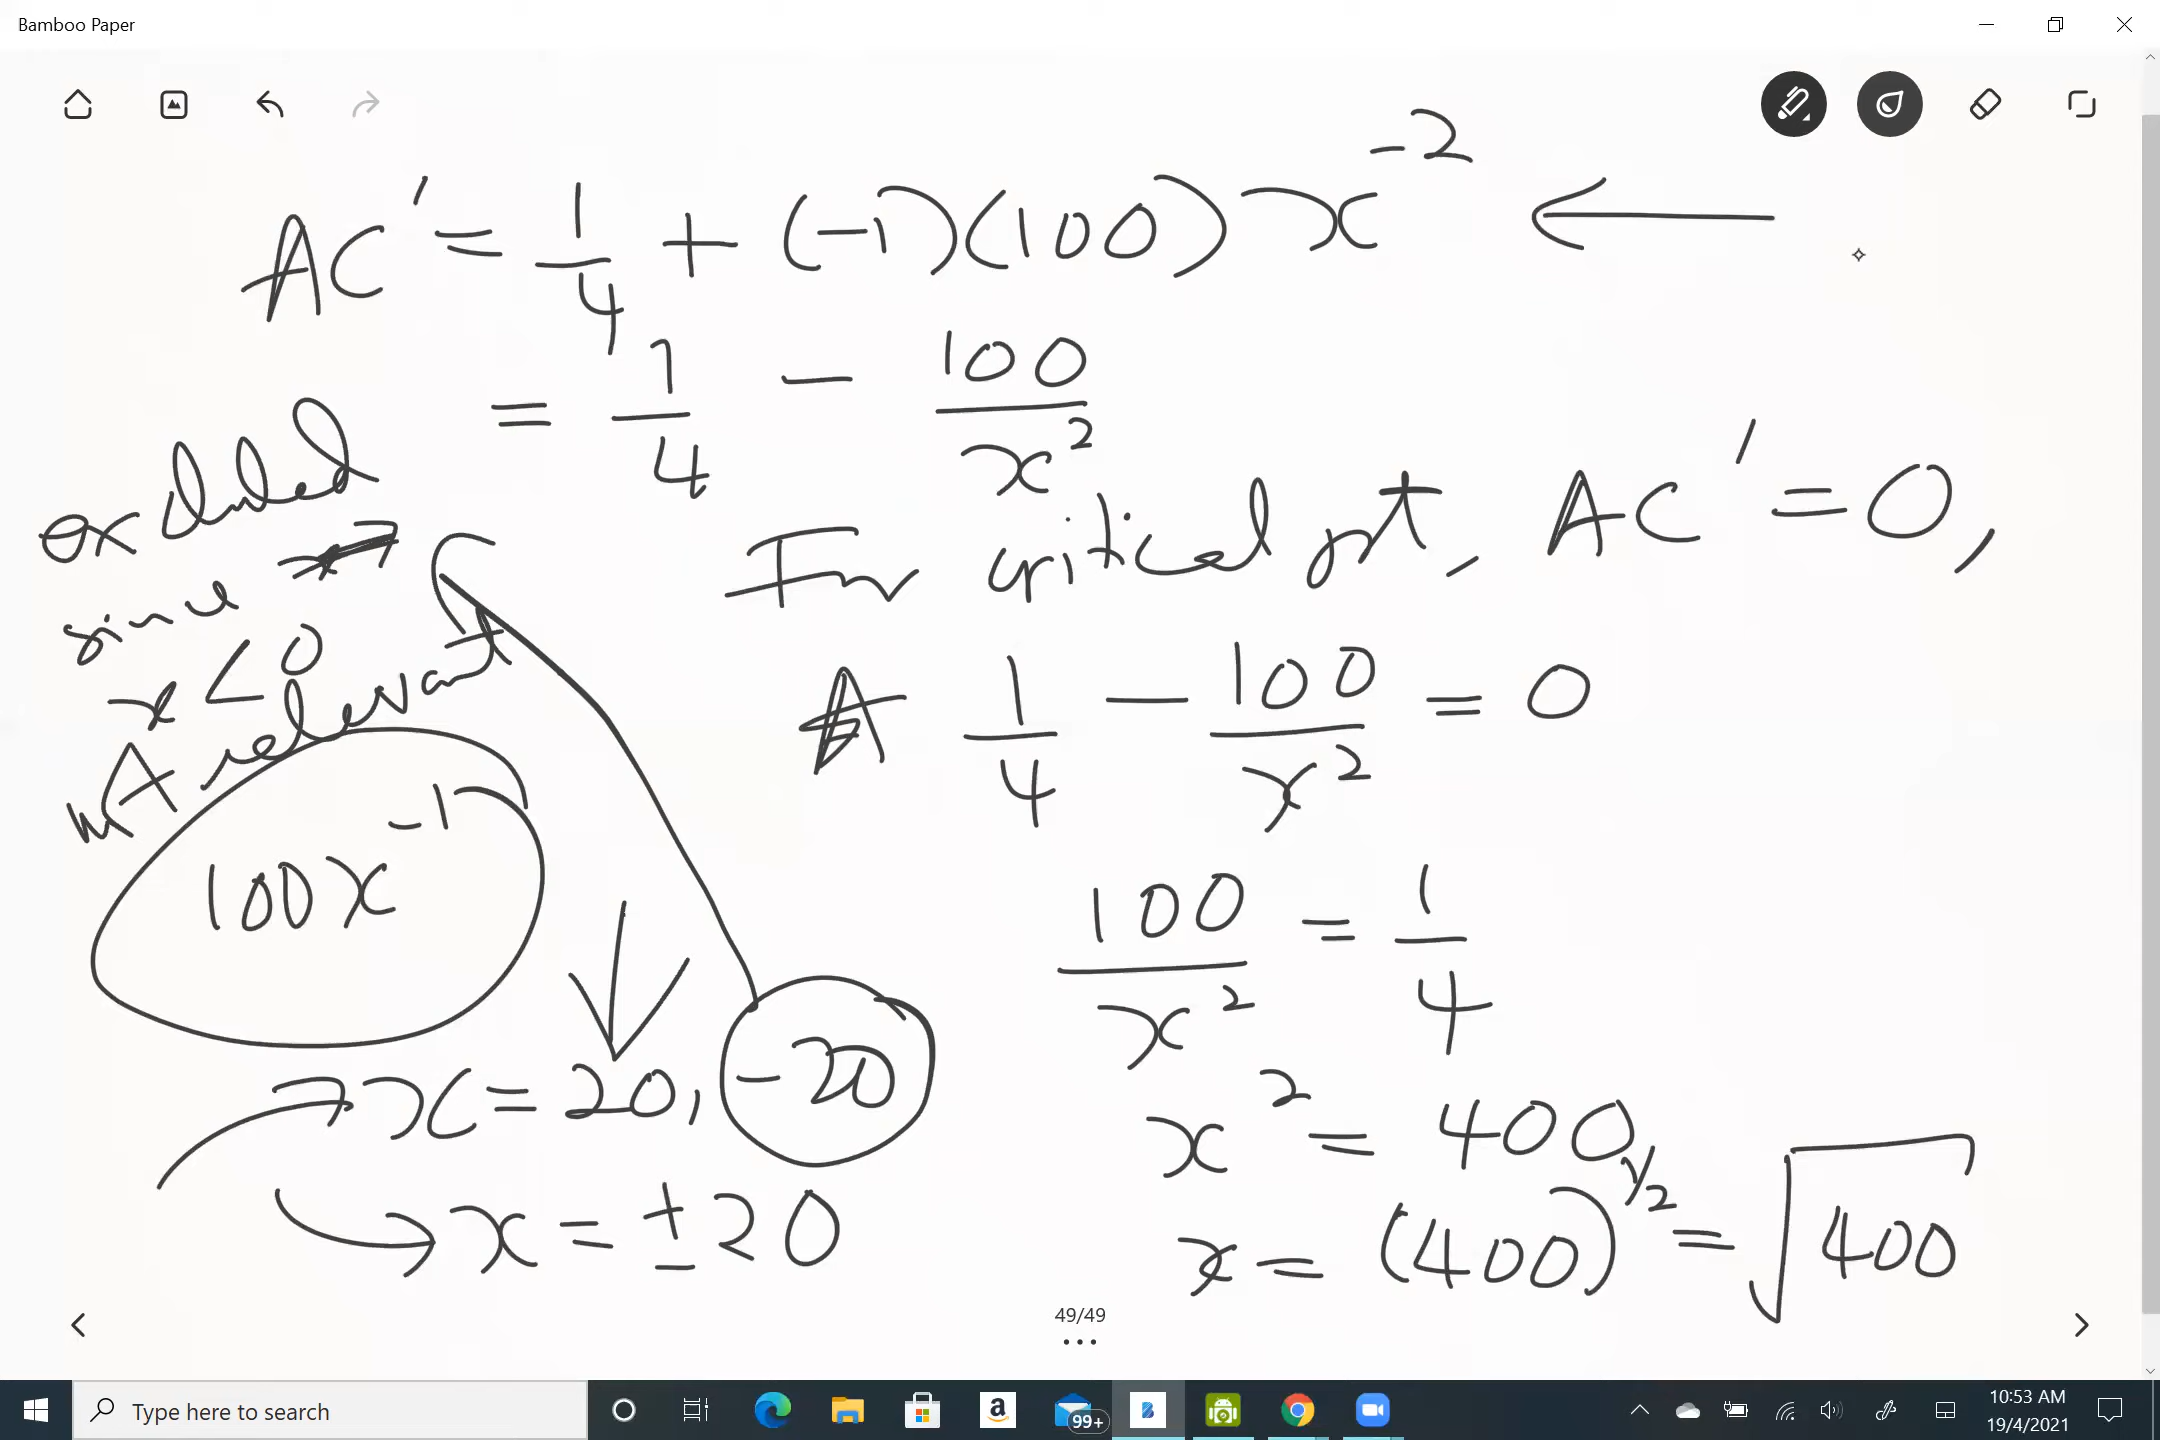 Bamboo Paper
AC' = 1/4 + (-1)(100)x^-2
= 1/4 - 100/x^2
For critical pt, AC' = 0,
1/4 - 100/x^2 = 0
100/x^2 = 1/4
x^2 = 400
x = (400)^1/2 = √400
excluded
since
x < 0
not relevant
100x^-1
x = 20, -20
x = ± 20
49/49
Type here to search
99+
10:53 AM
19/4/2021